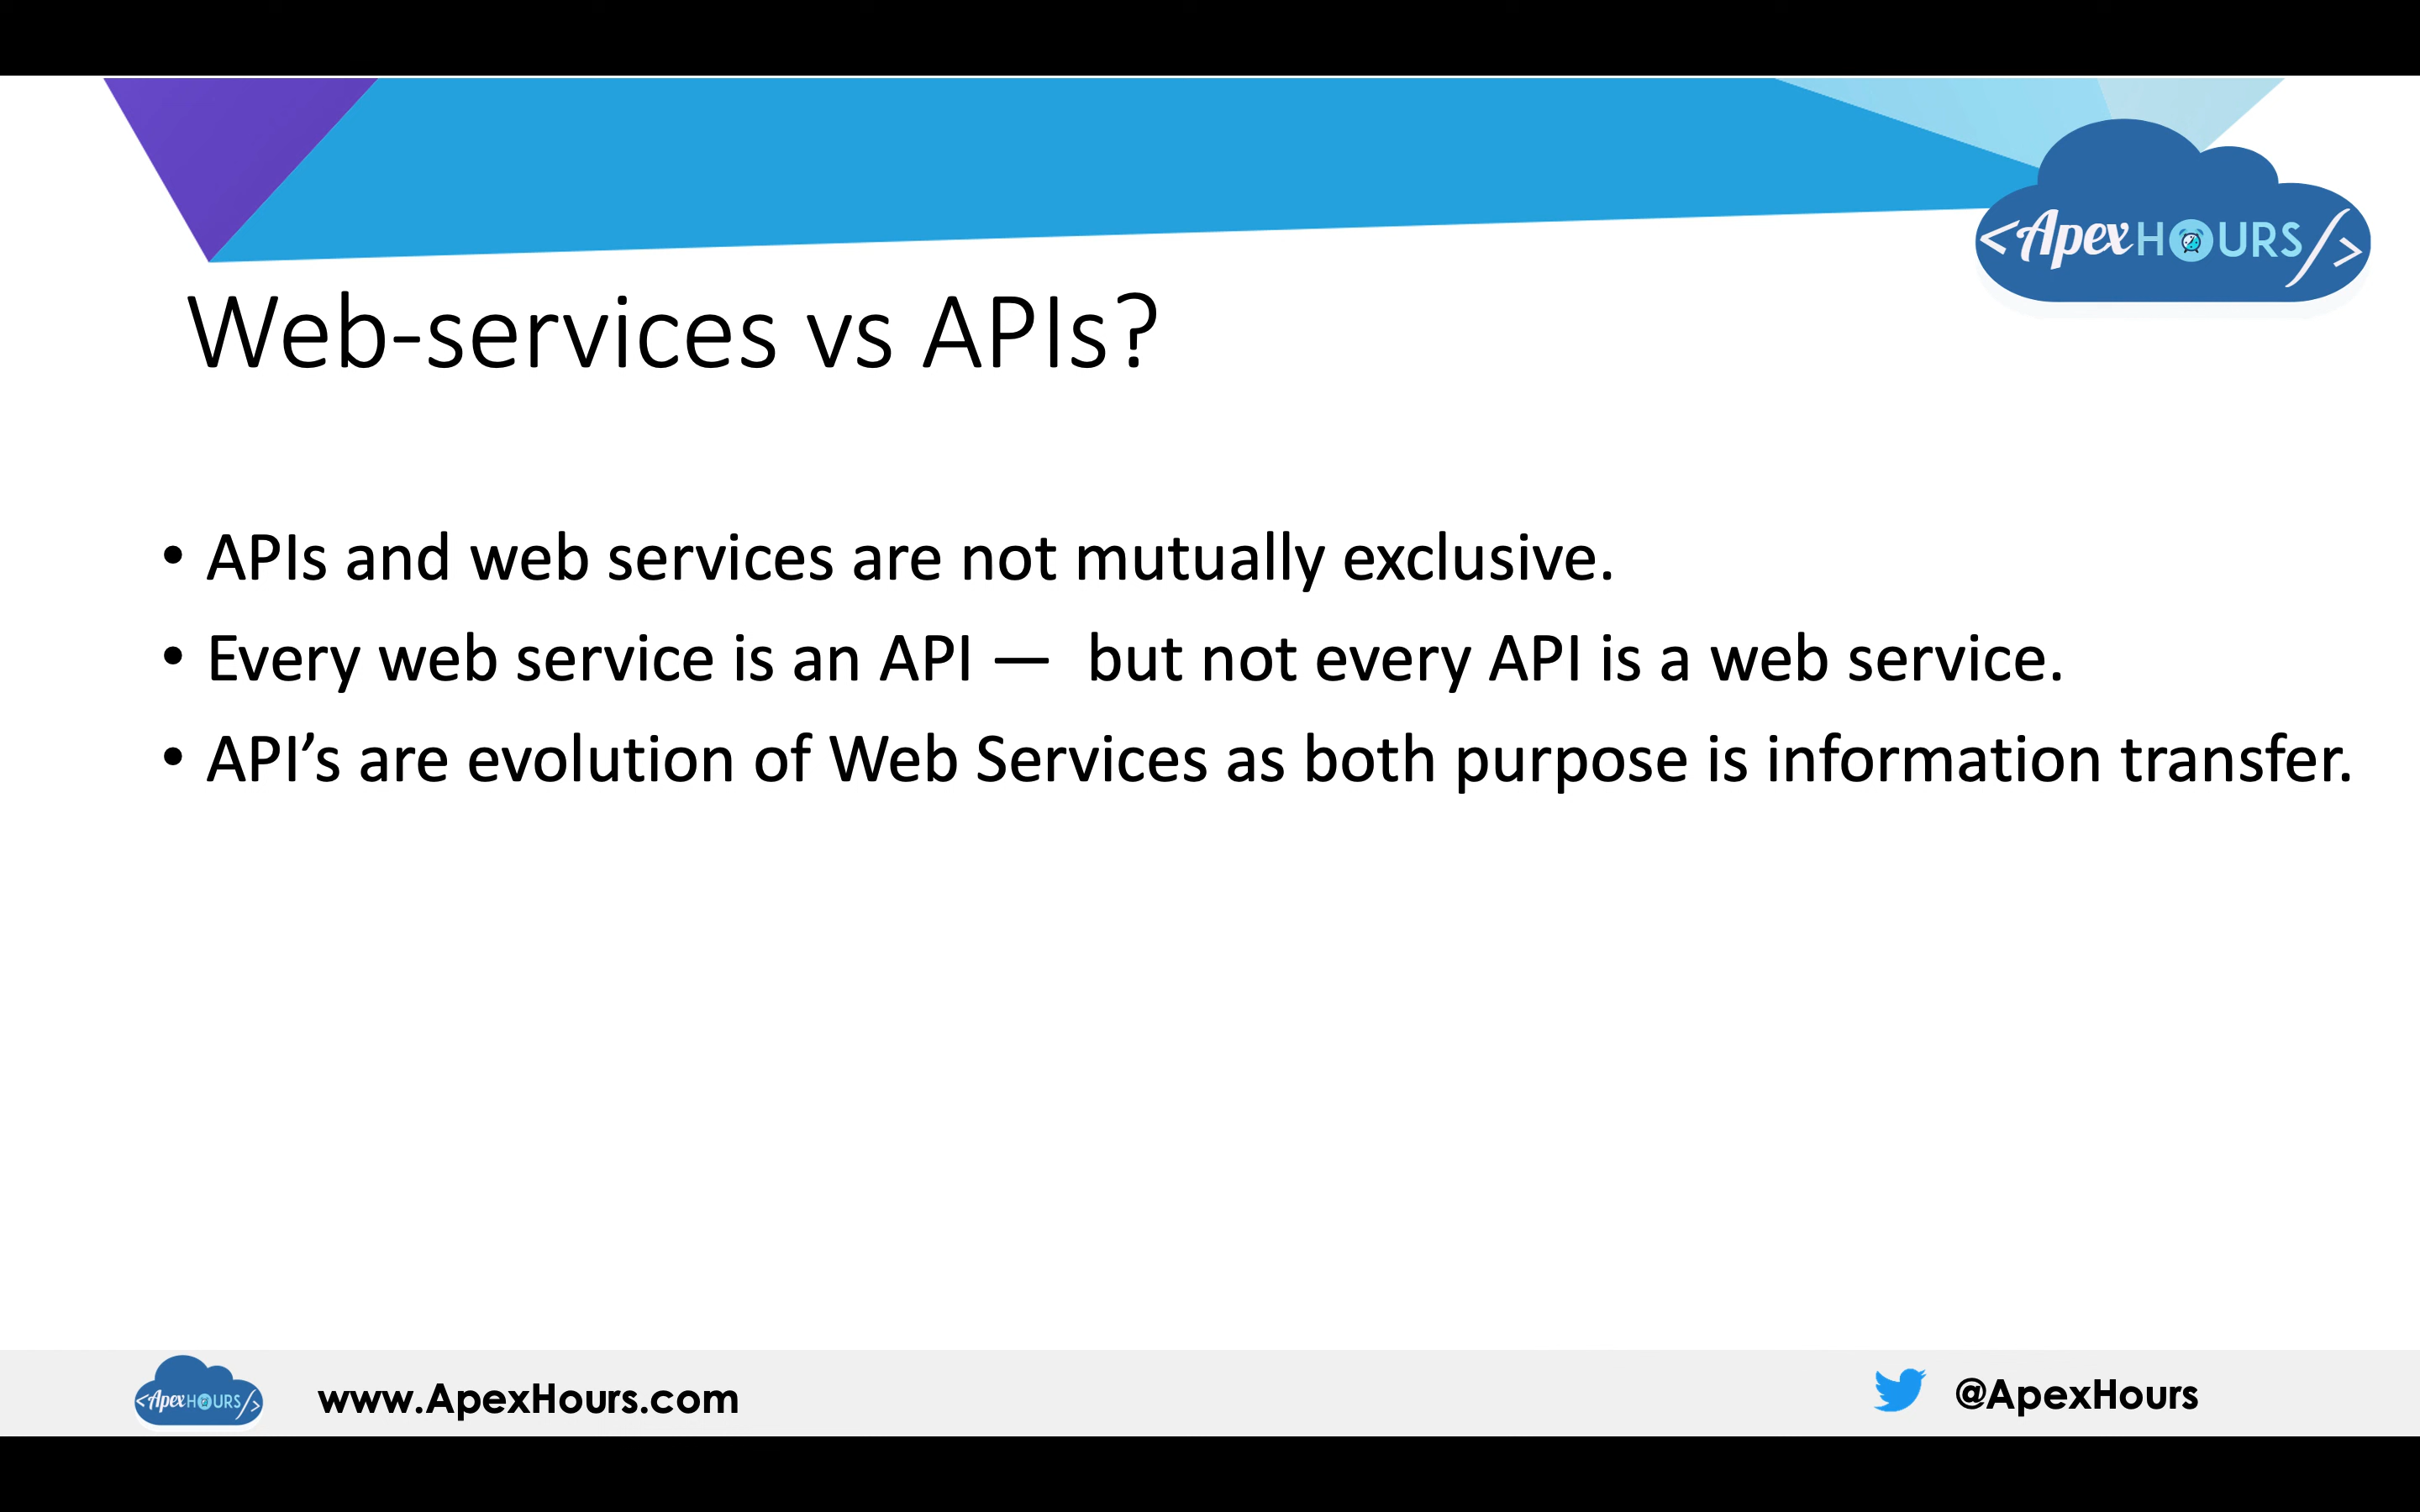 <ApexHOURS/>
Web-services vs APIs?
• APIs and web services are not mutually exclusive.
• Every web service is an API — but not every API is a web service.
• API’s are evolution of Web Services as both purpose is information transfer.
<ApexHOURS/>
www.ApexHours.com
@ApexHours